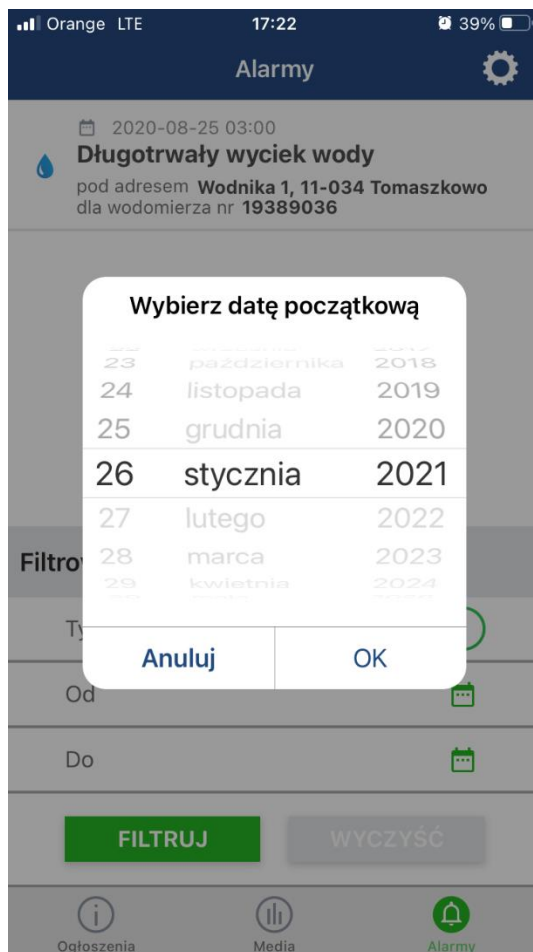 Orange LTE 17:22 39%
Alarmy
2020-08-25 03:00
Długotrwały wyciek wody
pod adresem Wodnika 1, 11-034 Tomaszkowo
dla wodomierza nr 19389036
Wybierz datę początkową
23 października 2018
24 listopada 2019
25 grudnia 2020
26 stycznia 2021
27 lutego 2022
28 marca 2023
29 kwietnia 2024
Anuluj OK
Od
Do
FILTRUJ WYCZYŚĆ
Ogłoszenia Media Alarmy